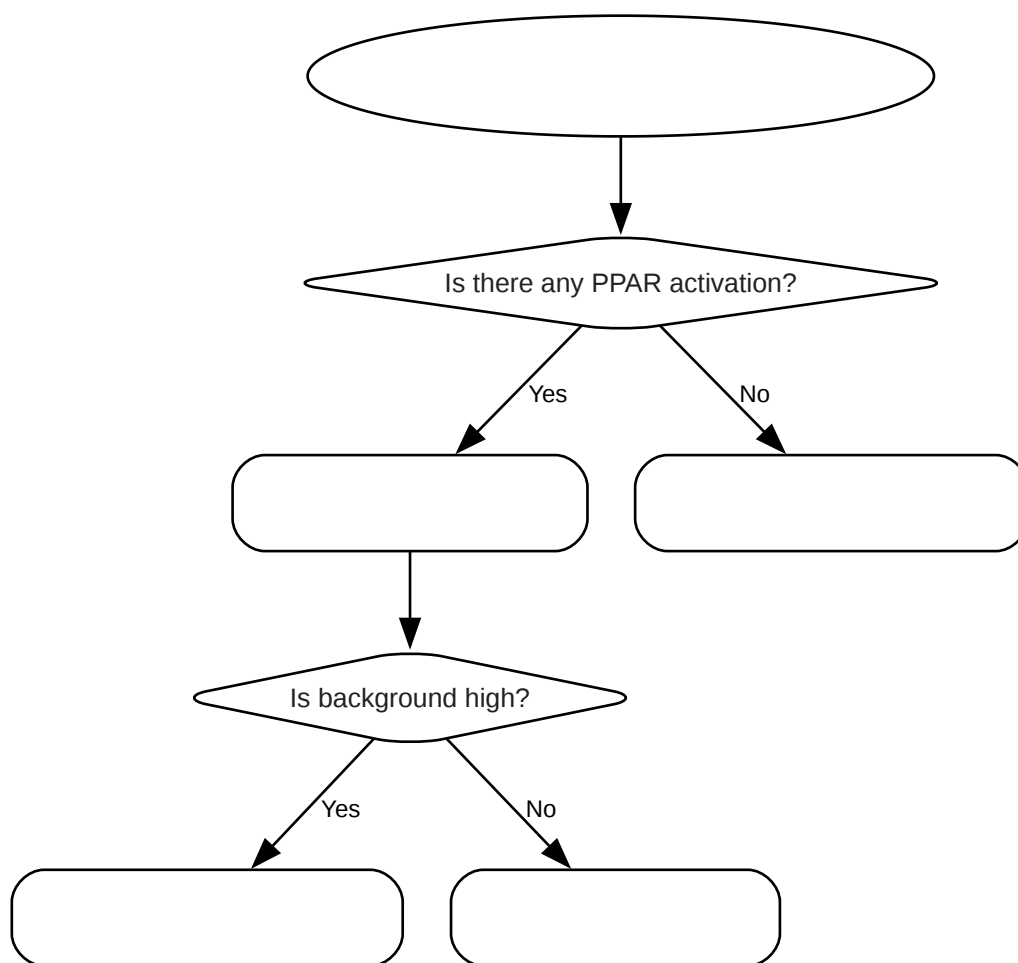 Is there any PPAR activation?
Yes
No
Is background high?
Yes
No